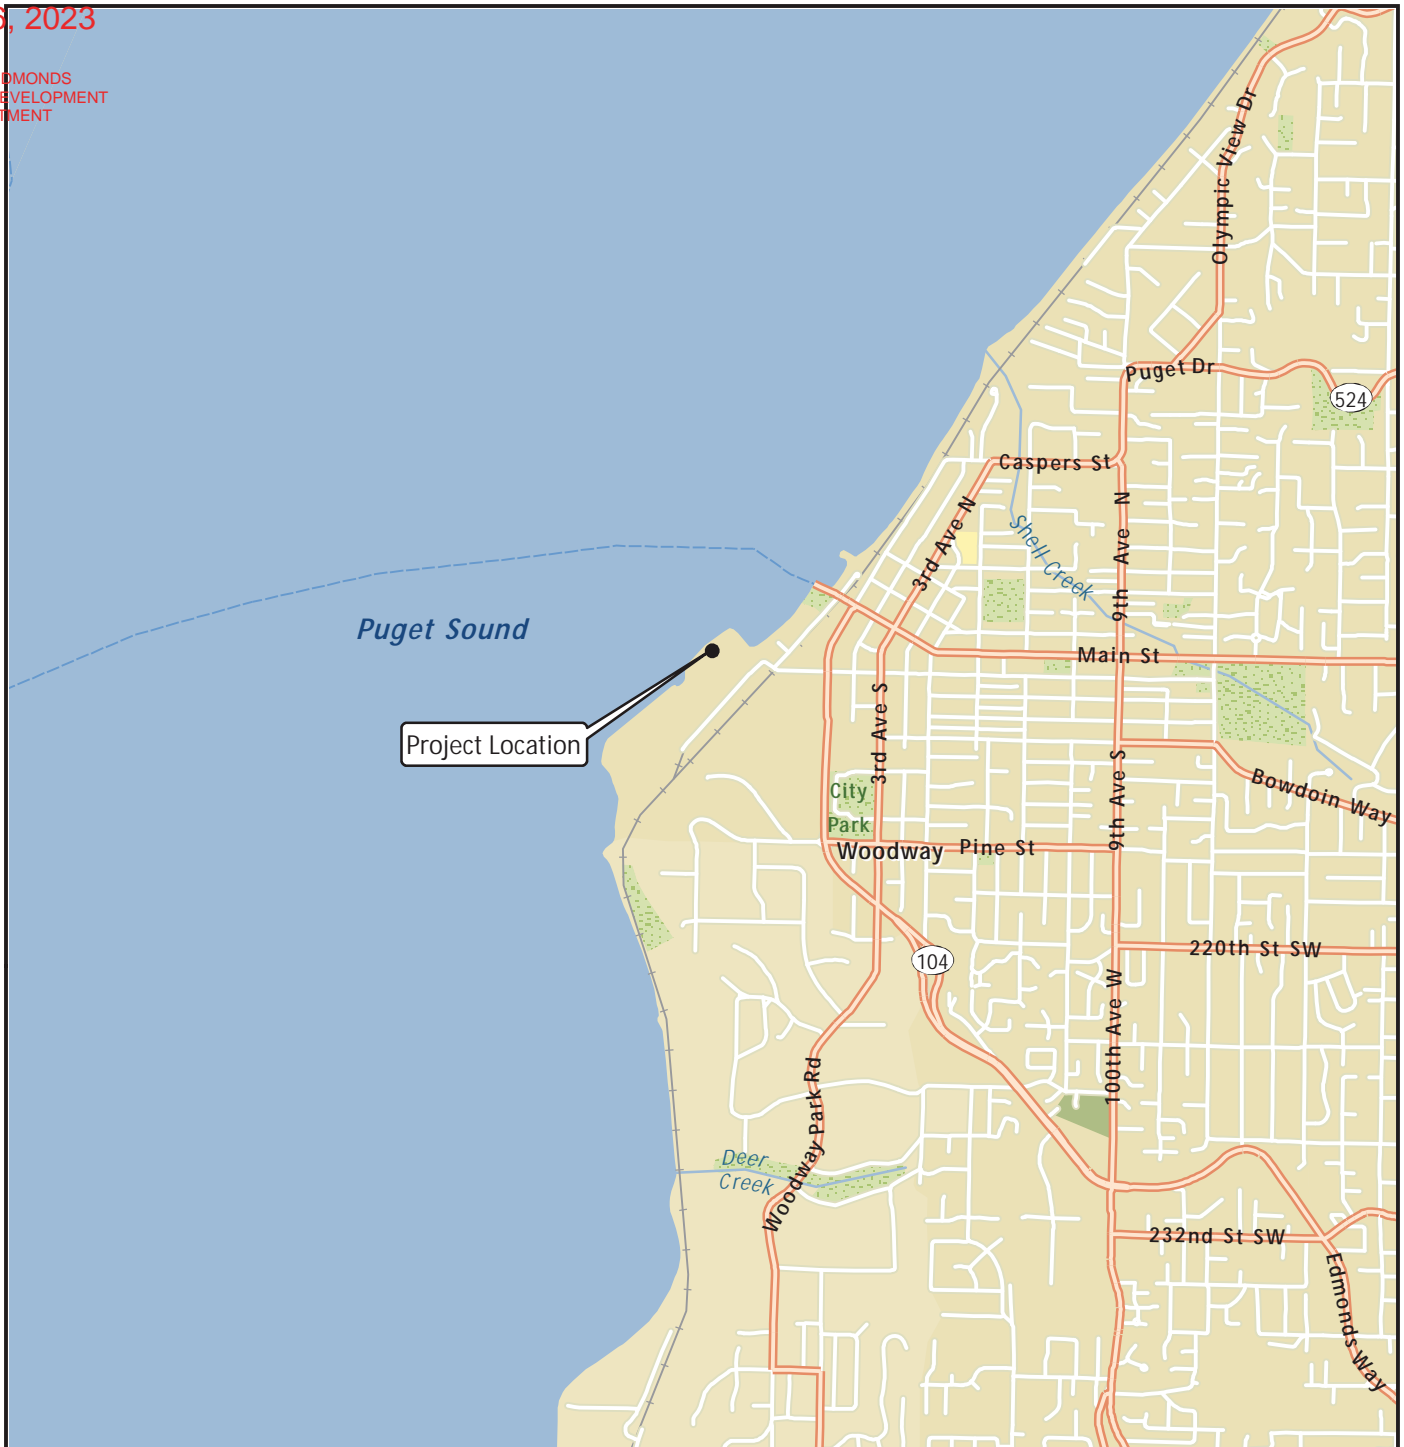 , 2023
DMONDS
EVELOPMENT
TMENT
Olympic View Dr
Puget Dr
524
Caspers St
3rd Ave N
9th Ave N
Shell Creek
Puget Sound
Main St
Project Location
3rd Ave S
9th Ave S
Bowdoin Way
City
Park
Woodway
Pine St
104
220th St SW
100th Ave W
Woodway Park Rd
Deer
Creek
232nd St SW
Edmonds Way